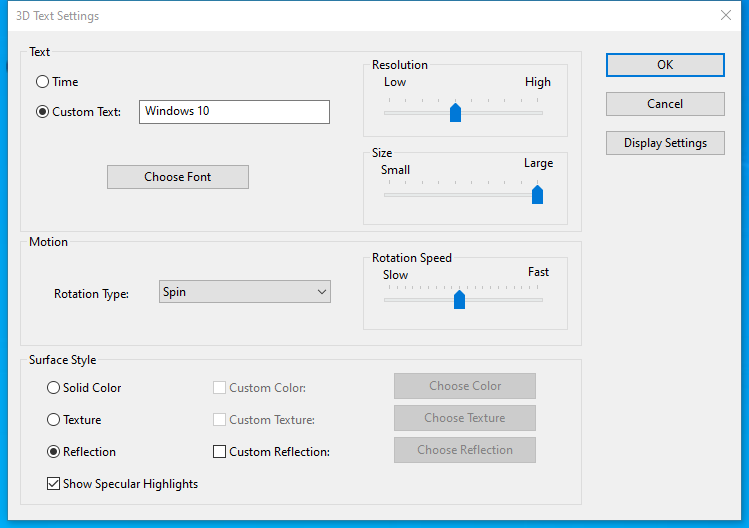 3D Text Settings
Text
Time
Custom Text: Windows 10
Choose Font
Resolution
Low High
Size
Small Large
OK
Cancel
Display Settings
Motion
Rotation Type: Spin
Rotation Speed
Slow Fast
Surface Style
Solid Color Custom Color: Choose Color
Texture Custom Texture: Choose Texture
Reflection Custom Reflection: Choose Reflection
Show Specular Highlights